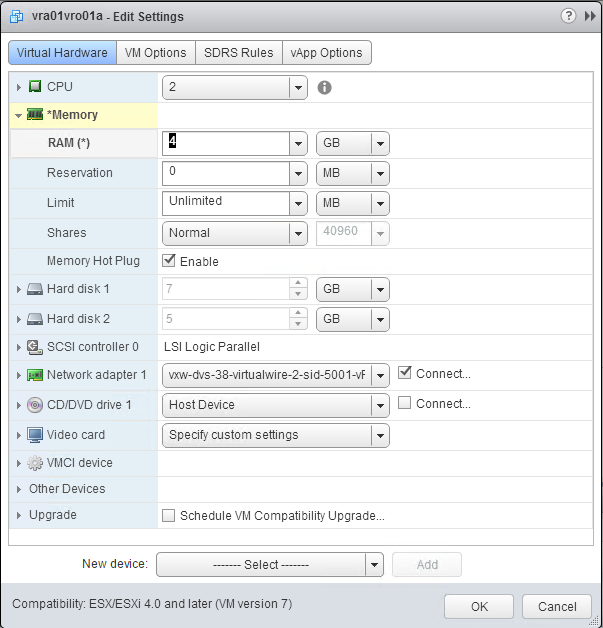 vra01vro01a - Edit Settings
Virtual Hardware VM Options SDRS Rules vApp Options
CPU 2
*Memory
RAM (*) 4 GB
Reservation 0 MB
Limit Unlimited MB
Shares Normal 40960
Memory Hot Plug Enable
Hard disk 1 7 GB
Hard disk 2 5 GB
SCSI controller 0 LSI Logic Parallel
Network adapter 1 vxw-dvs-38-virtualwire-2-sid-5001-vF Connect...
CD/DVD drive 1 Host Device Connect...
Video card Specify custom settings
VMCI device
Other Devices
Upgrade Schedule VM Compatibility Upgrade...
New device: ------- Select ------- Add
Compatibility: ESX/ESXi 4.0 and later (VM version 7) OK Cancel